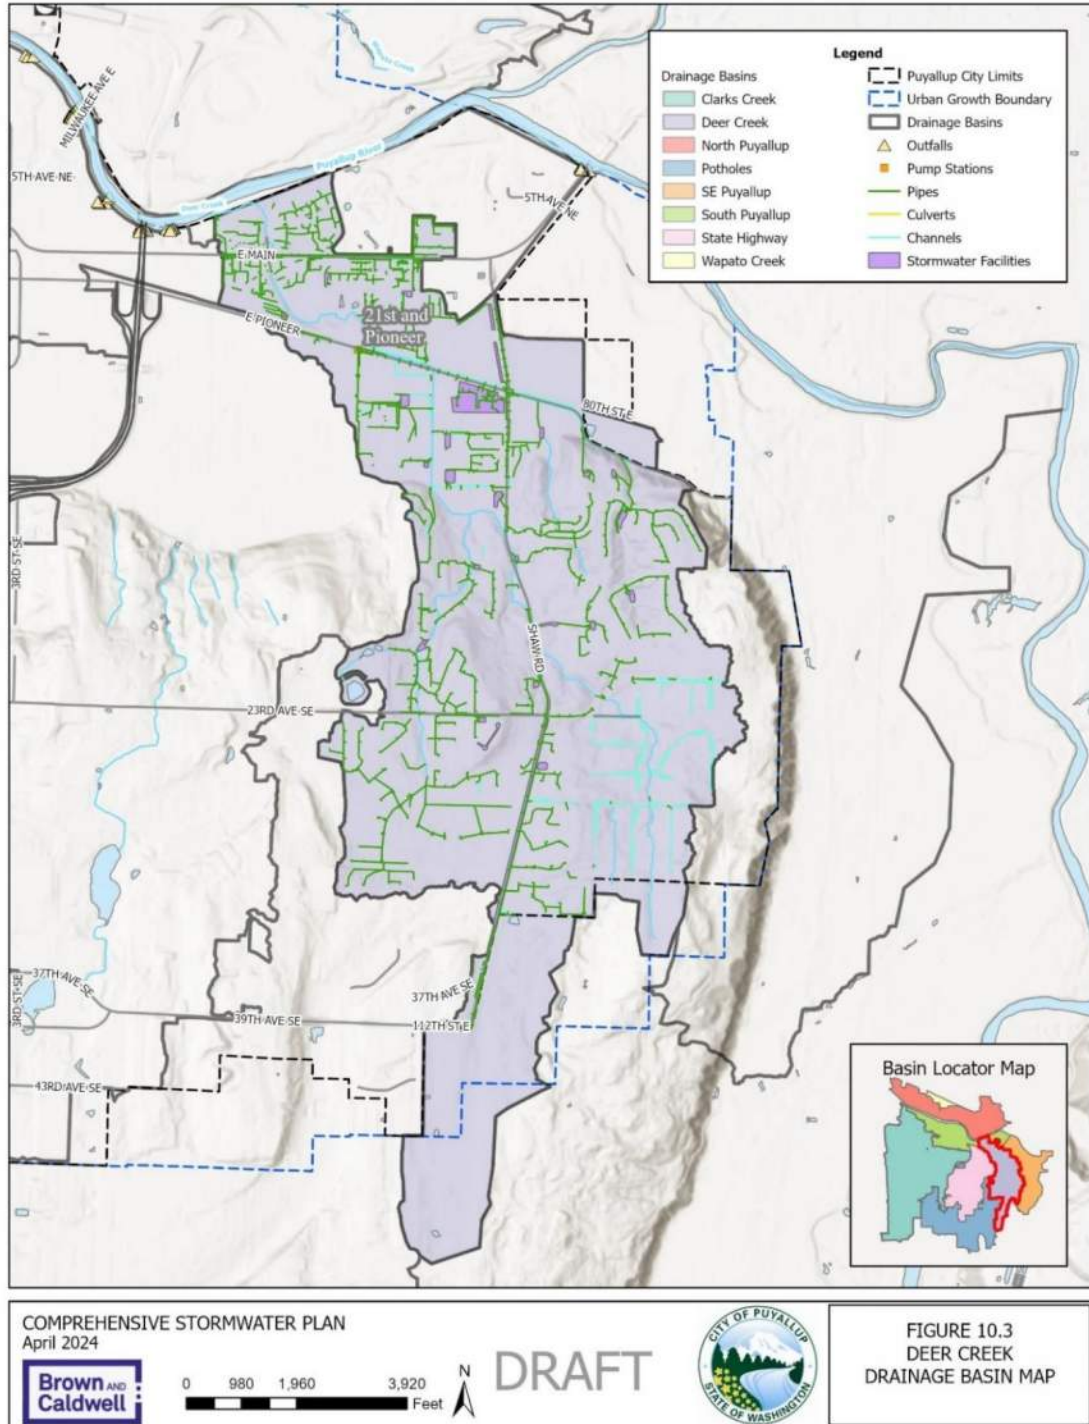 MILWAUKEE AVE E
5TH AVE NE
Puyallup River
Deer Creek
5TH AVE NE
E MAIN
E PIONEER
21st and
Pioneer
80TH ST E
3RD ST SE
SHAW RD
23RD AVE SE
37TH AVE SE
3RD ST SE
39TH AVE SE
37TH AVE SE
112TH ST E
43RD AVE SE
Legend
Drainage Basins
Clarks Creek
Deer Creek
North Puyallup
Potholes
SE Puyallup
South Puyallup
State Highway
Wapato Creek
Puyallup City Limits
Urban Growth Boundary
Drainage Basins
Outfalls
Pump Stations
Pipes
Culverts
Channels
Stormwater Facilities
Basin Locator Map
COMPREHENSIVE STORMWATER PLAN
April 2024
Brown AND
Caldwell
0 980 1,960 3,920
Feet
N
DRAFT
CITY OF PUYALLUP
STATE OF WASHINGTON
FIGURE 10.3
DEER CREEK
DRAINAGE BASIN MAP